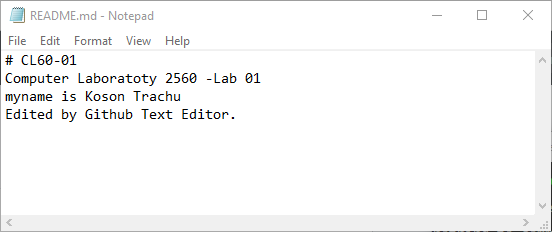 README.md - Notepad
File Edit Format View Help
# CL60-01
Computer Laboratoty 2560 -Lab 01
myname is Koson Trachu
Edited by Github Text Editor.